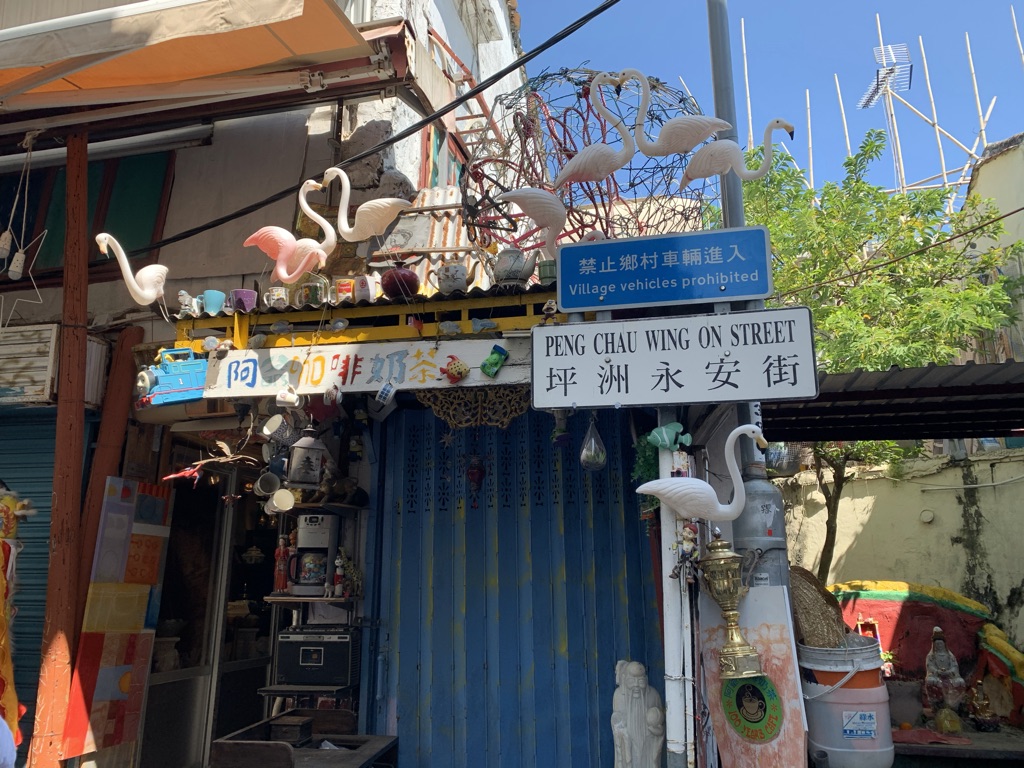 禁止鄉村車輛進入
Village vehicles prohibited
PENG CHAU WING ON STREET
坪洲永安街
咖啡奶茶